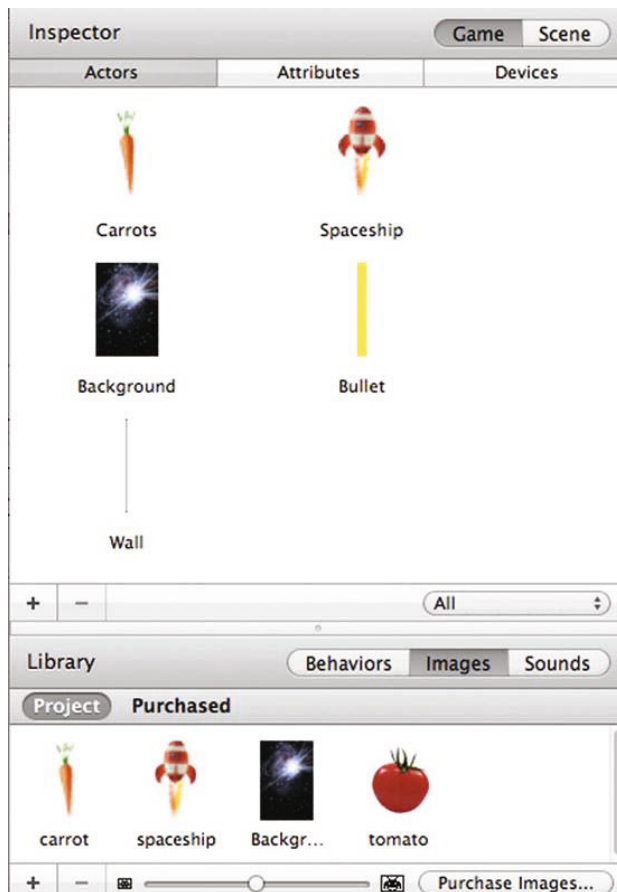 Inspector Game Scene
Actors Attributes Devices
Carrots Spaceship
Background Bullet
Wall
+ − All
Library Behaviors Images Sounds
Project Purchased
carrot spaceship Backgr... tomato
+ − Purchase Images...